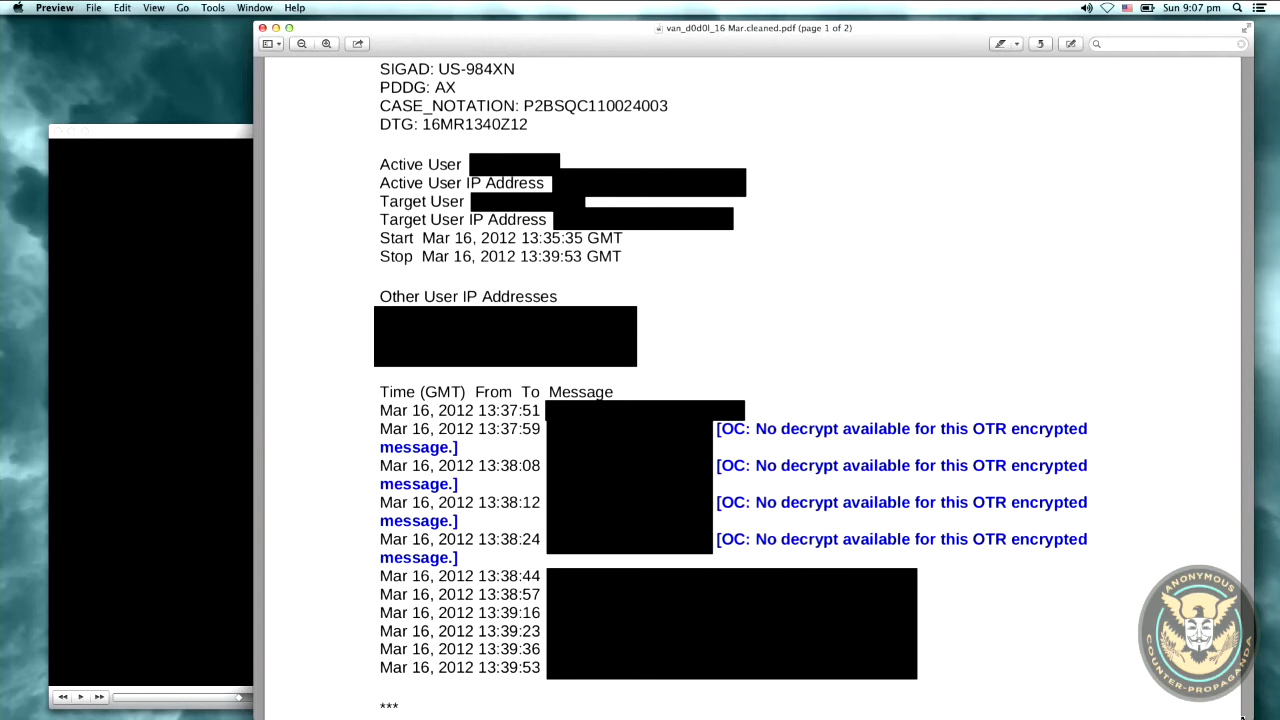 Preview File Edit View Go Tools Window Help
Sun 9:07 pm
van_d0d0l_16 Mar.cleaned.pdf (page 1 of 2)
SIGAD: US-984XN
PDDG: AX
CASE_NOTATION: P2BSQC110024003
DTG: 16MR1340Z12
Active User
Active User IP Address
Target User
Target User IP Address
Start Mar 16, 2012 13:35:35 GMT
Stop Mar 16, 2012 13:39:53 GMT
Other User IP Addresses
Time (GMT) From To Message
Mar 16, 2012 13:37:51
Mar 16, 2012 13:37:59 [OC: No decrypt available for this OTR encrypted
message.]
Mar 16, 2012 13:38:08 [OC: No decrypt available for this OTR encrypted
message.]
Mar 16, 2012 13:38:12 [OC: No decrypt available for this OTR encrypted
message.]
Mar 16, 2012 13:38:24 [OC: No decrypt available for this OTR encrypted
message.]
Mar 16, 2012 13:38:44
Mar 16, 2012 13:38:57
Mar 16, 2012 13:39:16
Mar 16, 2012 13:39:23
Mar 16, 2012 13:39:36
Mar 16, 2012 13:39:53
***
ANONYMOUS
COUNTER-PROPAGANDA